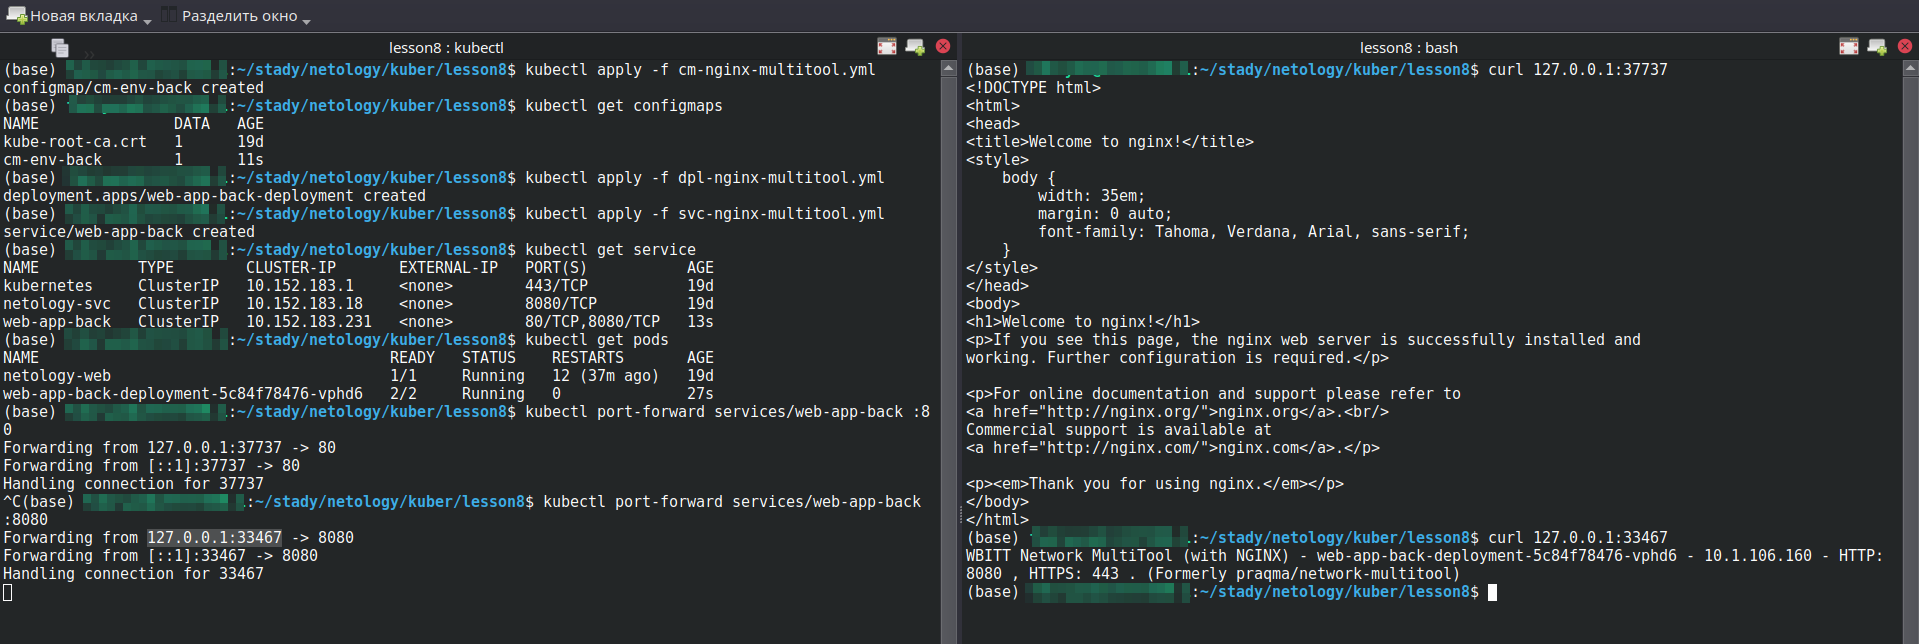 Новая вкладка
Разделить окно
lesson8 : kubectl
(base) :~/stady/netology/kuber/lesson8$ kubectl apply -f cm-nginx-multitool.yml
configmap/cm-env-back created
(base) :~/stady/netology/kuber/lesson8$ kubectl get configmaps
NAME DATA AGE
kube-root-ca.crt 1 19d
cm-env-back 1 11s
(base) :~/stady/netology/kuber/lesson8$ kubectl apply -f dpl-nginx-multitool.yml
deployment.apps/web-app-back-deployment created
(base) :~/stady/netology/kuber/lesson8$ kubectl apply -f svc-nginx-multitool.yml
service/web-app-back created
(base) :~/stady/netology/kuber/lesson8$ kubectl get service
NAME TYPE CLUSTER-IP EXTERNAL-IP PORT(S) AGE
kubernetes ClusterIP 10.152.183.1 <none> 443/TCP 19d
netology-svc ClusterIP 10.152.183.18 <none> 8080/TCP 19d
web-app-back ClusterIP 10.152.183.231 <none> 80/TCP,8080/TCP 13s
(base) :~/stady/netology/kuber/lesson8$ kubectl get pods
NAME READY STATUS RESTARTS AGE
netology-web 1/1 Running 12 (37m ago) 19d
web-app-back-deployment-5c84f78476-vphd6 2/2 Running 0 27s
(base) :~/stady/netology/kuber/lesson8$ kubectl port-forward services/web-app-back :8
0
Forwarding from 127.0.0.1:37737 -> 80
Forwarding from [::1]:37737 -> 80
Handling connection for 37737
^C(base) :~/stady/netology/kuber/lesson8$ kubectl port-forward services/web-app-back
:8080
Forwarding from 127.0.0.1:33467 -> 8080
Forwarding from [::1]:33467 -> 8080
Handling connection for 33467
lesson8 : bash
(base) :~/stady/netology/kuber/lesson8$ curl 127.0.0.1:37737
<!DOCTYPE html>
<html>
<head>
<title>Welcome to nginx!</title>
<style>
body {
width: 35em;
margin: 0 auto;
font-family: Tahoma, Verdana, Arial, sans-serif;
}
</style>
</head>
<body>
<h1>Welcome to nginx!</h1>
<p>If you see this page, the nginx web server is successfully installed and
working. Further configuration is required.</p>
<p>For online documentation and support please refer to
<a href="http://nginx.org/">nginx.org</a>.<br/>
Commercial support is available at
<a href="http://nginx.com/">nginx.com</a>.</p>
<p><em>Thank you for using nginx.</em></p>
</body>
</html>
(base) :~/stady/netology/kuber/lesson8$ curl 127.0.0.1:33467
WBITT Network MultiTool (with NGINX) - web-app-back-deployment-5c84f78476-vphd6 - 10.1.106.160 - HTTP:
8080 , HTTPS: 443 . (Formerly praqma/network-multitool)
(base) :~/stady/netology/kuber/lesson8$